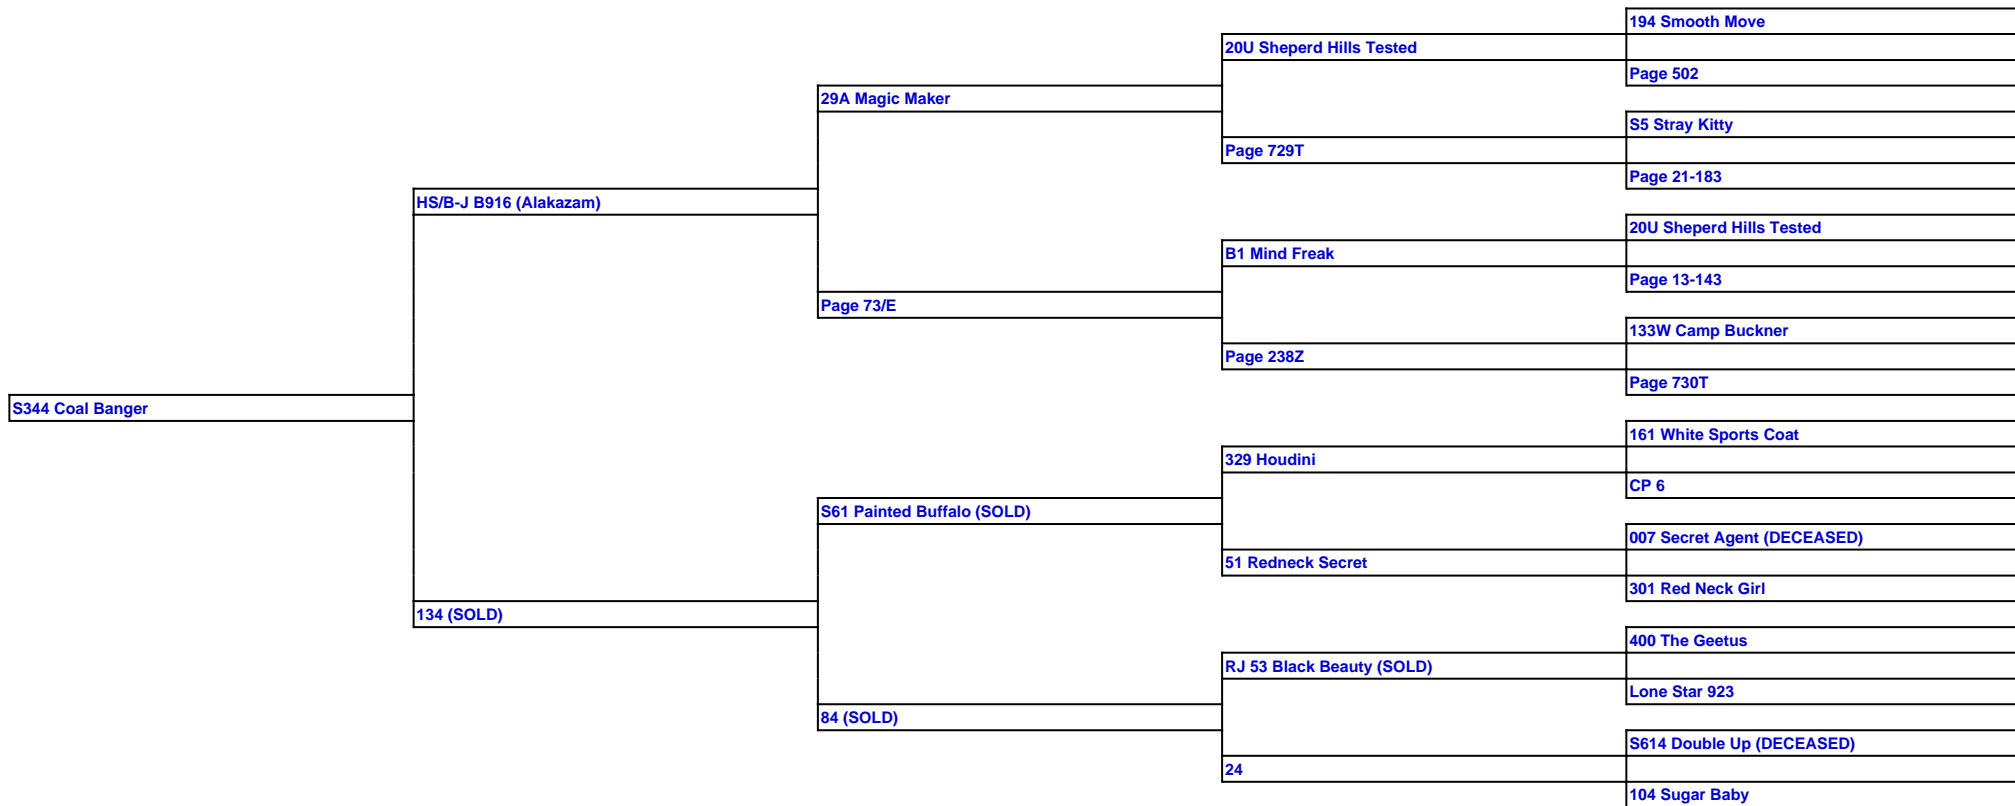 194 Smooth Move
20U Sheperd Hills Tested
Page 502
29A Magic Maker
S5 Stray Kitty
Page 729T
Page 21-183
HS/B-J B916 (Alakazam)
20U Sheperd Hills Tested
B1 Mind Freak
Page 13-143
Page 73/E
133W Camp Buckner
Page 238Z
Page 730T
S344 Coal Banger
161 White Sports Coat
329 Houdini
CP 6
S61 Painted Buffalo (SOLD)
007 Secret Agent (DECEASED)
51 Redneck Secret
301 Red Neck Girl
134 (SOLD)
400 The Geetus
RJ 53 Black Beauty (SOLD)
Lone Star 923
84 (SOLD)
S614 Double Up (DECEASED)
24
104 Sugar Baby